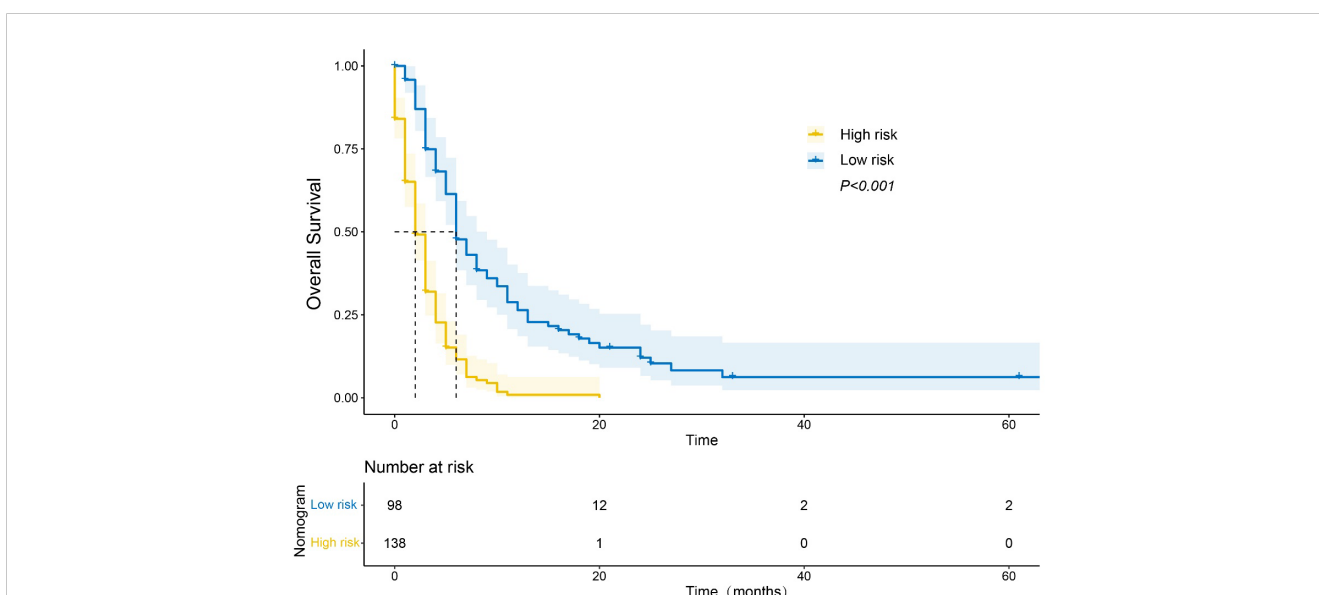 1.00
0.75
0.50
0.25
0.00
Overall Survival
High risk
Low risk
P<0.001
0 20 40 60
Time
Number at risk
Nomogram
Low risk 98 12 2 2
High risk 138 1 0 0
0 20 40 60
Time（months）